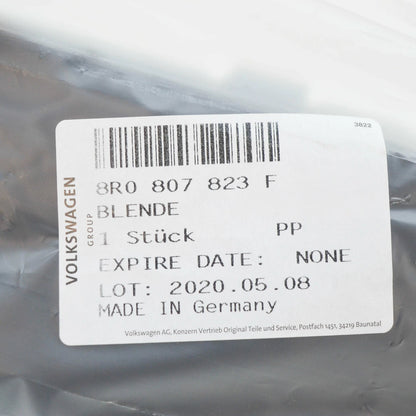 3822
VOLKSWAGEN
GROUP
8R0 807 823 F
BLENDE
1 Stück PP
EXPIRE DATE: NONE
LOT: 2020.05.08
MADE IN Germany
Volkswagen AG, Konzern Vertrieb Original Teile und Service, Postfach 1451, 34219 Baunatal